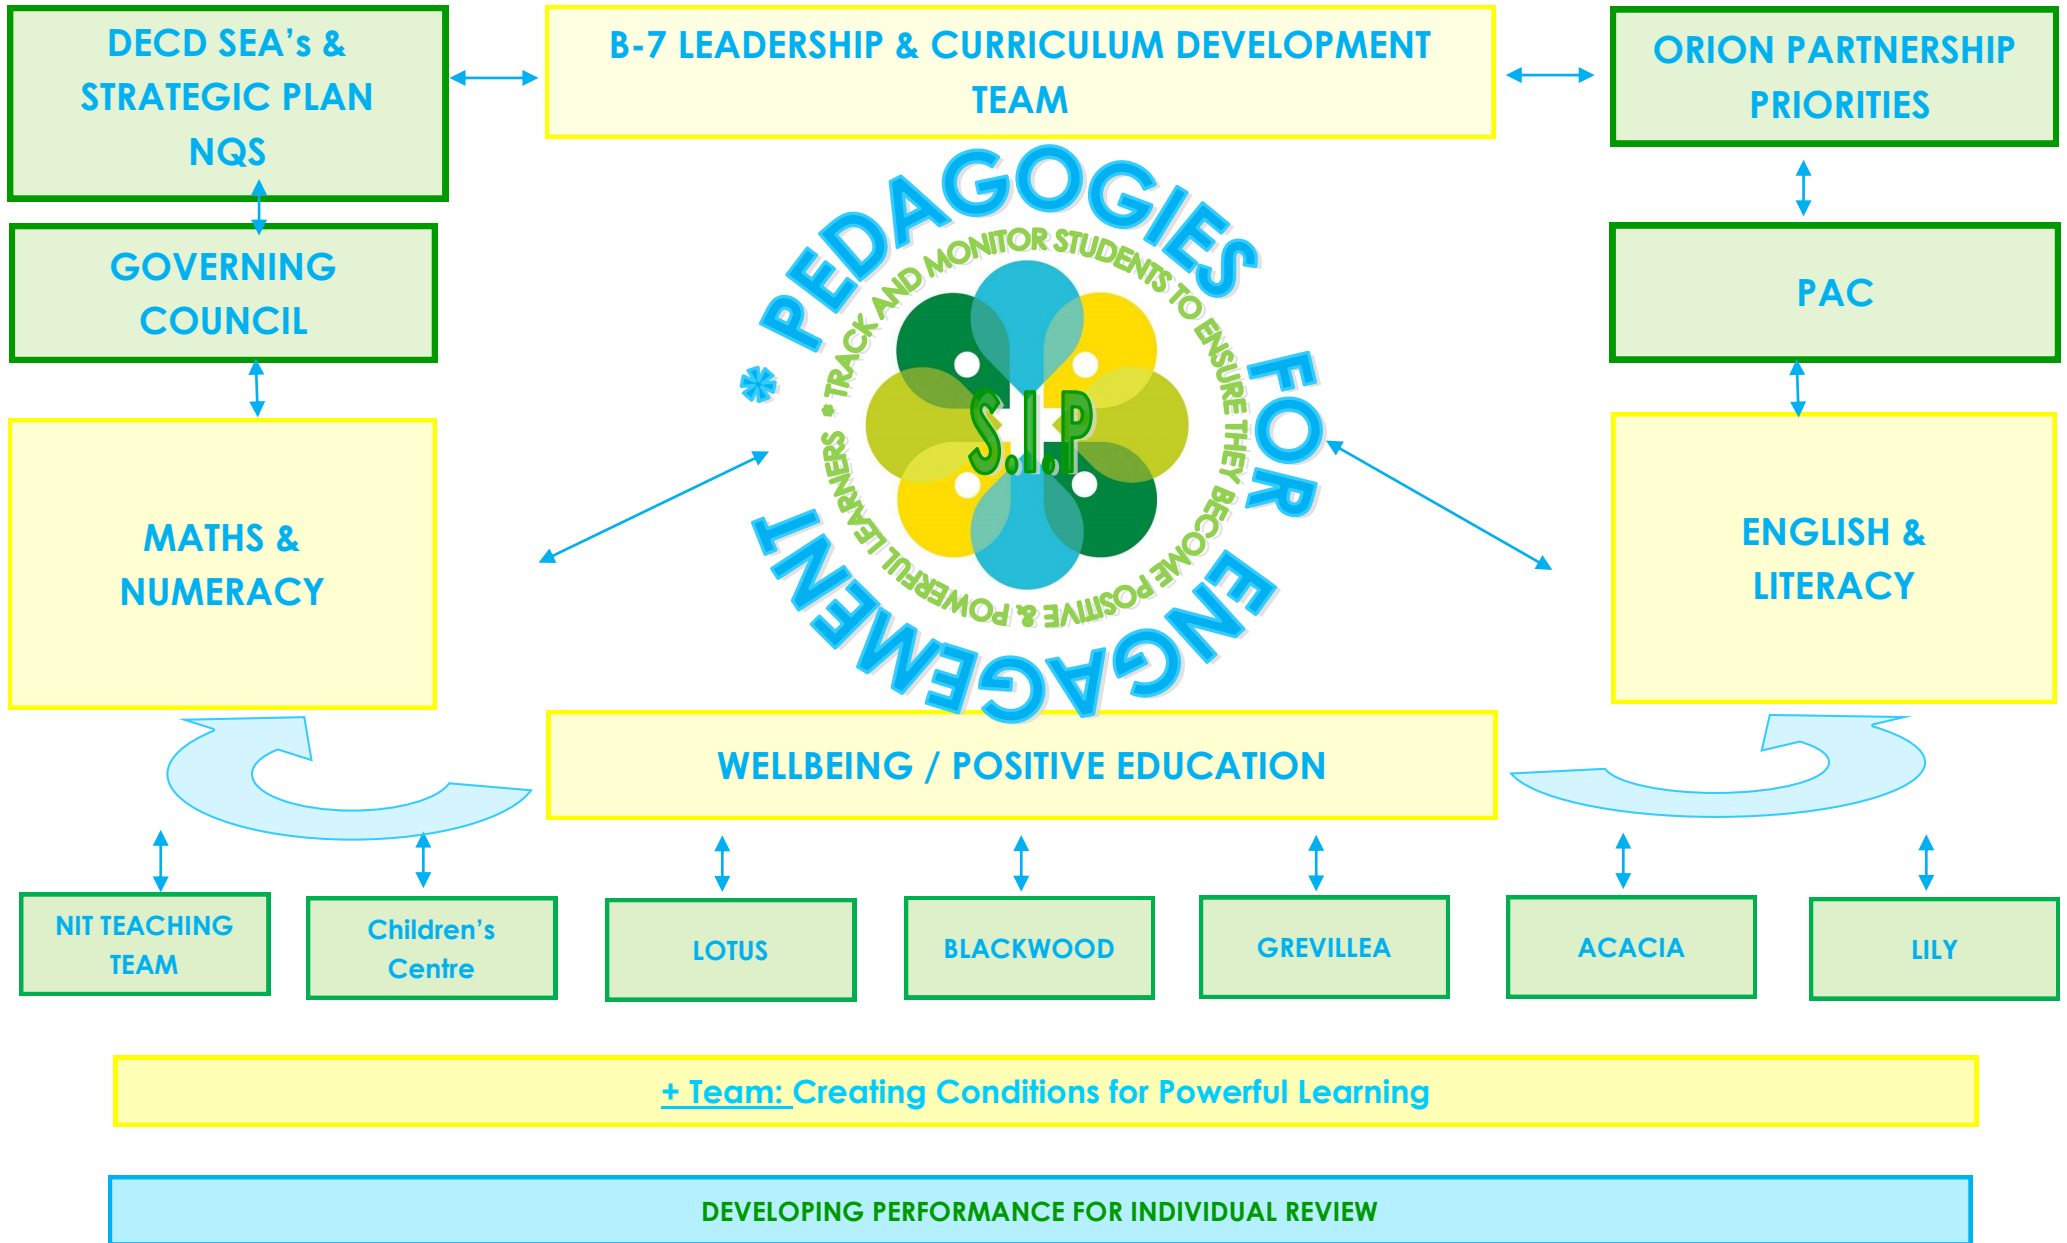 DECD SEA’s &
STRATEGIC PLAN
NQS
B-7 LEADERSHIP & CURRICULUM DEVELOPMENT
TEAM
ORION PARTNERSHIP
PRIORITIES
GOVERNING
COUNCIL
PAC
* PEDAGOGIES FOR ENGAGEMENT
* TRACK AND MONITOR STUDENTS TO ENSURE THEY BECOME POSITIVE & POWERFUL LEARNERS
S.I.P
MATHS &
NUMERACY
ENGLISH &
LITERACY
WELLBEING / POSITIVE EDUCATION
NIT TEACHING
TEAM
Children’s
Centre
LOTUS
BLACKWOOD
GREVILLEA
ACACIA
LILY
+ Team: Creating Conditions for Powerful Learning
DEVELOPING PERFORMANCE FOR INDIVIDUAL REVIEW